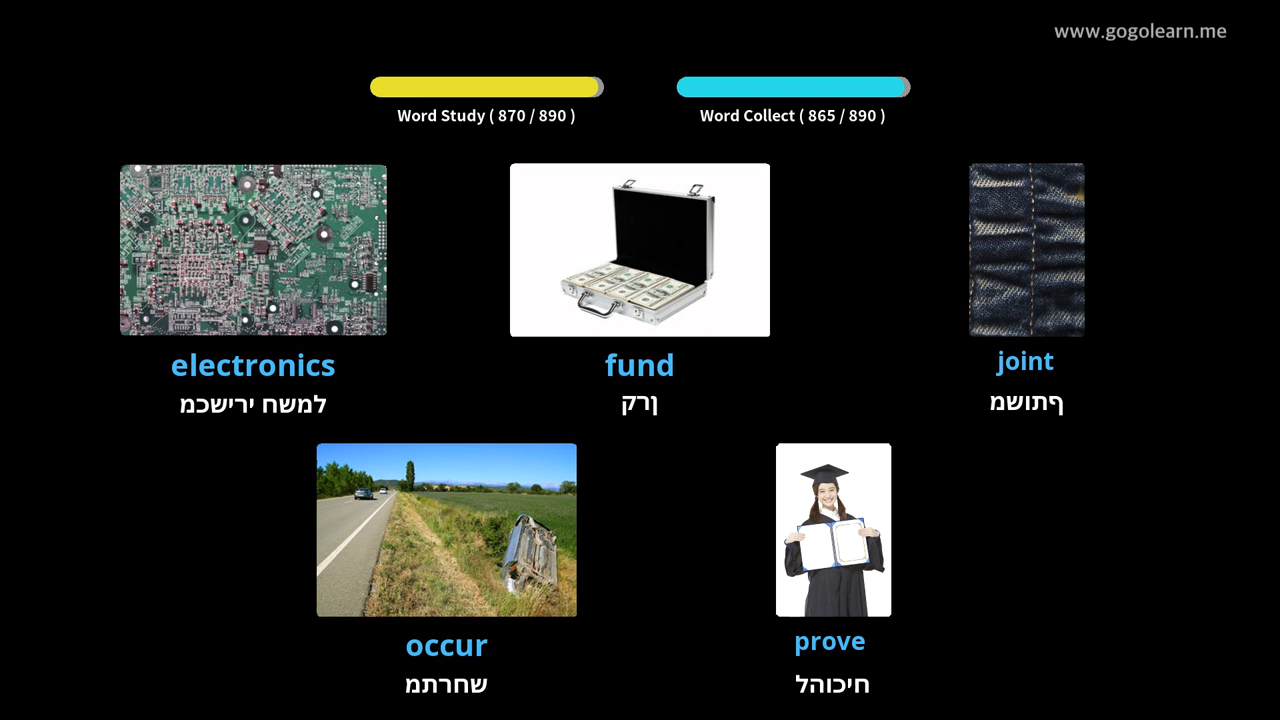 www.gogolearn.me
Word Study ( 870 / 890 )
Word Collect ( 865 / 890 )
electronics
למשח ירישכמ
fund
ןרק
joint
ףתושמ
occur
שחרתמ
prove
חיכוהל